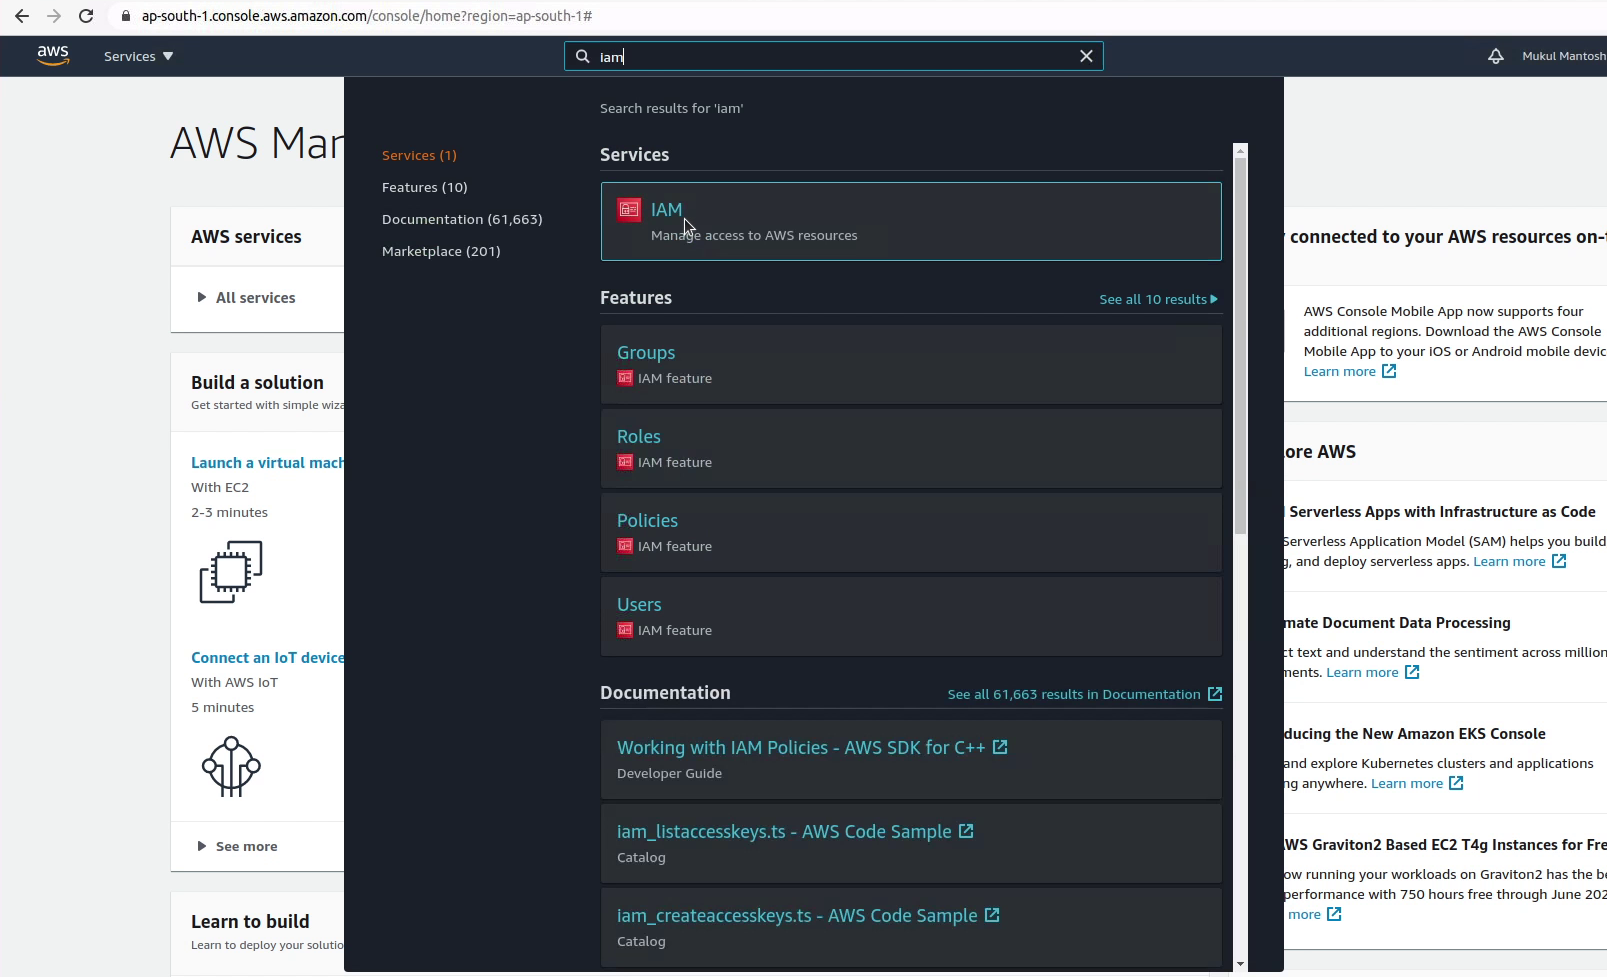 ap-south-1.console.aws.amazon.com/console/home?region=ap-south-1#
aws
Services
iam
Mukul Mantosh
Search results for 'iam'
Services (1)
Features (10)
Documentation (61,663)
Marketplace (201)
Services
IAM
Manage access to AWS resources
Features
See all 10 results
Groups
IAM feature
Roles
IAM feature
Policies
IAM feature
Users
IAM feature
Documentation
See all 61,663 results in Documentation
Working with IAM Policies - AWS SDK for C++
Developer Guide
iam_listaccesskeys.ts - AWS Code Sample
Catalog
iam_createaccesskeys.ts - AWS Code Sample
Catalog
AWS Man
AWS services
All services
Build a solution
Get started with simple wiza
Launch a virtual mach
With EC2
2-3 minutes
Connect an IoT device
With AWS IoT
5 minutes
See more
Learn to build
Learn to deploy your solutio
connected to your AWS resources on-
AWS Console Mobile App now supports four
additional regions. Download the AWS Console
Mobile App to your iOS or Android mobile devic
Learn more
ore AWS
Serverless Apps with Infrastructure as Code
Serverless Application Model (SAM) helps you build
, and deploy serverless apps. Learn more
mate Document Data Processing
ct text and understand the sentiment across million
ments. Learn more
ducing the New Amazon EKS Console
and explore Kubernetes clusters and applications
ng anywhere. Learn more
WS Graviton2 Based EC2 T4g Instances for Fre
ow running your workloads on Graviton2 has the be
performance with 750 hours free through June 202
more